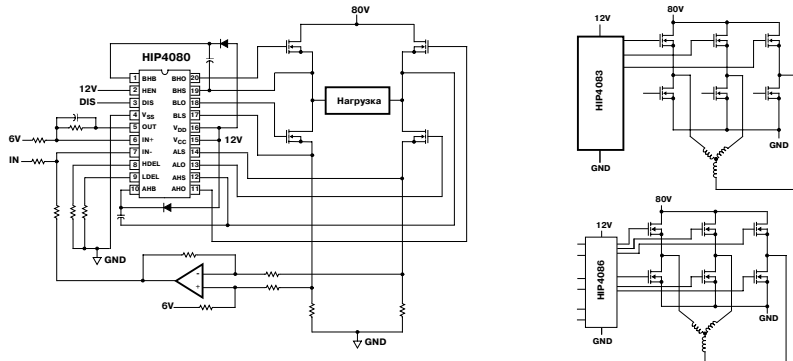 80V
HIP4080
1 BHB BHO 20
12V 2 HEN BHS 19
DIS 3 DIS BLO 18
4 VSS BLS 17
5 OUT VDD 16
6V 6 IN+ VCC 15 12V
IN 7 IN- ALS 14
8 HDEL ALO 13
9 LDEL AHS 12
10 AHB AHO 11
Нагрузка
GND
-
+
6V
GND
80V
12V
HIP4083
GND
GND
80V
12V
HIP4086
GND
GND